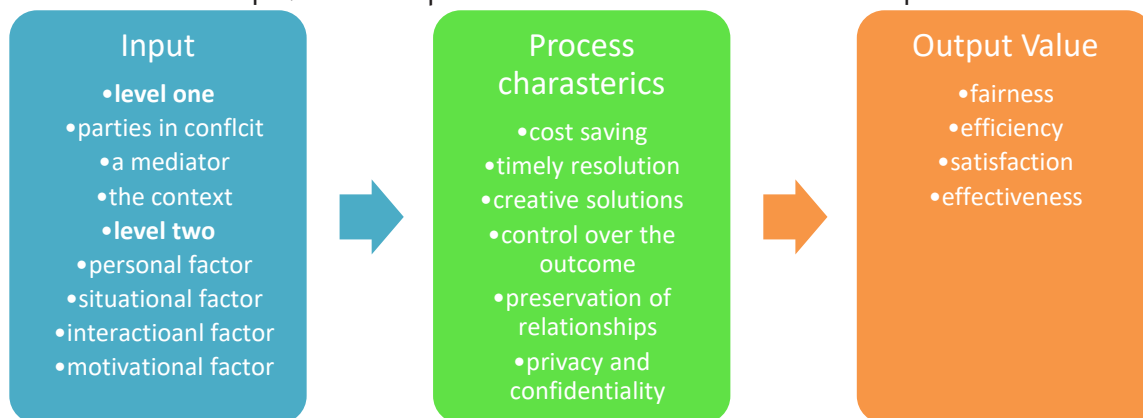 Input
•level one
•parties in conflcit
•a mediator
•the context
•level two
•personal factor
•situational factor
•interactioanl factor
•motivational factor
Process
charasterics
•cost saving
•timely resolution
•creative solutions
•control over the
outcome
•preservation of
relationships
•privacy and
confidentiality
Output Value
•fairness
•efficiency
•satisfaction
•effectiveness